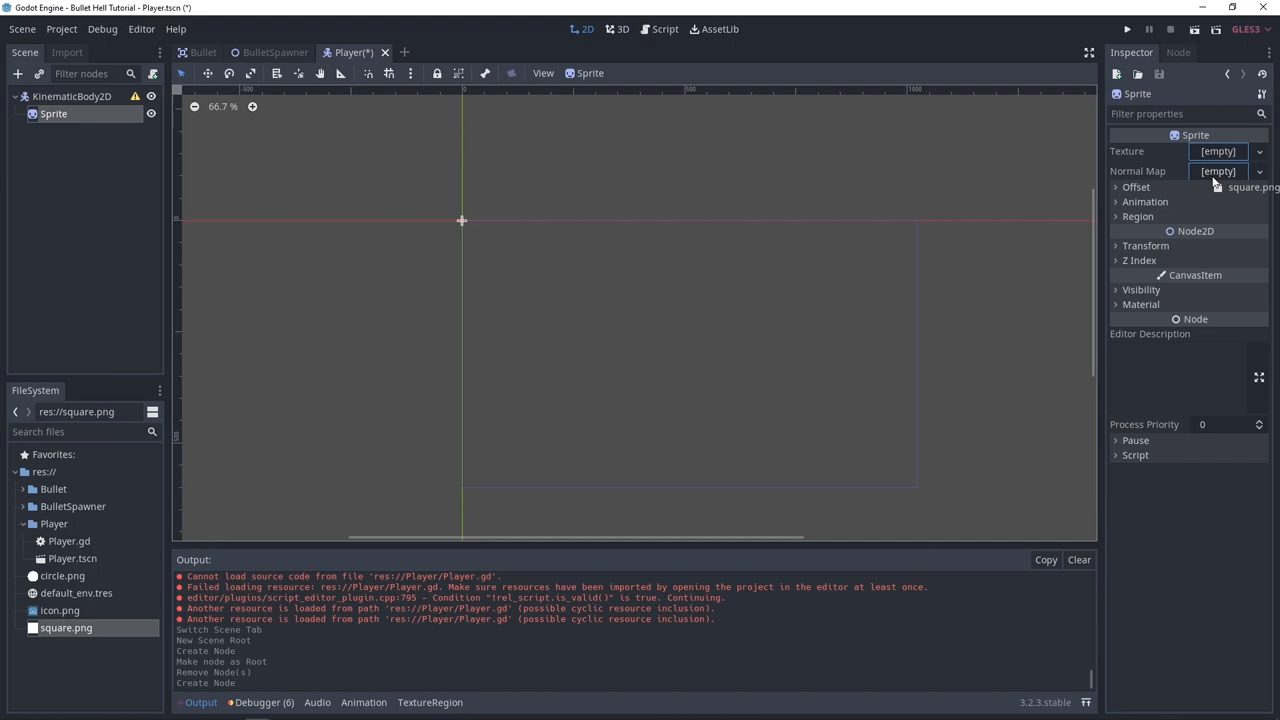 Godot Engine - Bullet Hell Tutorial - Player.tscn (*)
Scene Project Debug Editor Help
2D 3D Script AssetLib
GLES3
Scene Import
Bullet BulletSpawner Player(*)
Inspector Node
Filter nodes
View Sprite
KinematicBody2D
Sprite
-500 0 500 1000
66.7 %
0
500
Sprite
Filter properties
Sprite
Texture [empty]
Normal Map [empty]
square.png
Offset
Animation
Region
Node2D
Transform
Z Index
CanvasItem
Visibility
Material
Node
Editor Description
Process Priority 0
Pause
Script
FileSystem
res://square.png
Search files
Favorites:
res://
Bullet
BulletSpawner
Player
Player.gd
Player.tscn
circle.png
default_env.tres
icon.png
square.png
Output:
Copy Clear
Cannot load source code from file 'res://Player/Player.gd'.
Failed loading resource: res://Player/Player.gd. Make sure resources have been imported by opening the project in the editor at least once.
editor/plugins/script_editor_plugin.cpp:795 - Condition "!rel_script.is_valid()" is true. Continuing.
Another resource is loaded from path 'res://Player/Player.gd' (possible cyclic resource inclusion).
Another resource is loaded from path 'res://Player/Player.gd' (possible cyclic resource inclusion).
Switch Scene Tab
New Scene Root
Create Node
Make node as Root
Remove Node(s)
Create Node
Output Debugger (6) Audio Animation TextureRegion
3.2.3.stable